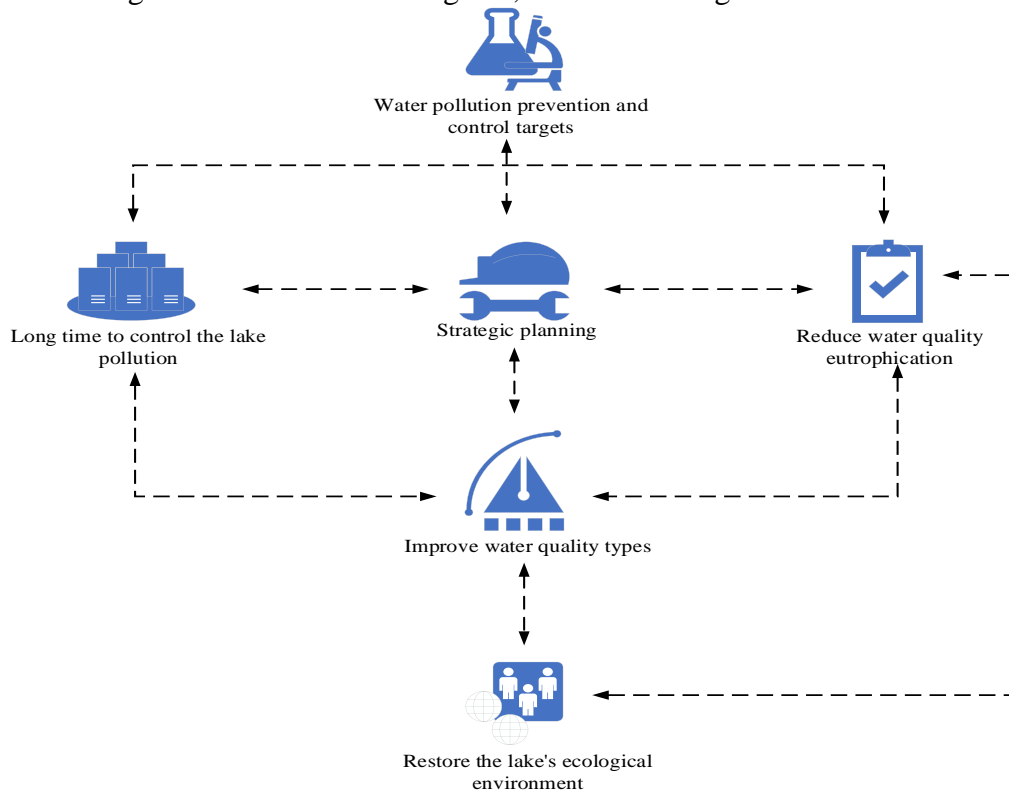 Water pollution prevention and
control targets
Long time to control the lake
pollution
Strategic planning
Reduce water quality
eutrophication
Improve water quality types
Restore the lake's ecological
environment